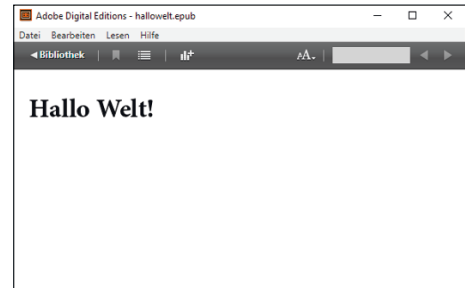 Adobe Digital Editions - hallowelt.epub
Datei Bearbeiten Lesen Hilfe
◀Bibliothek AA
Hallo Welt!